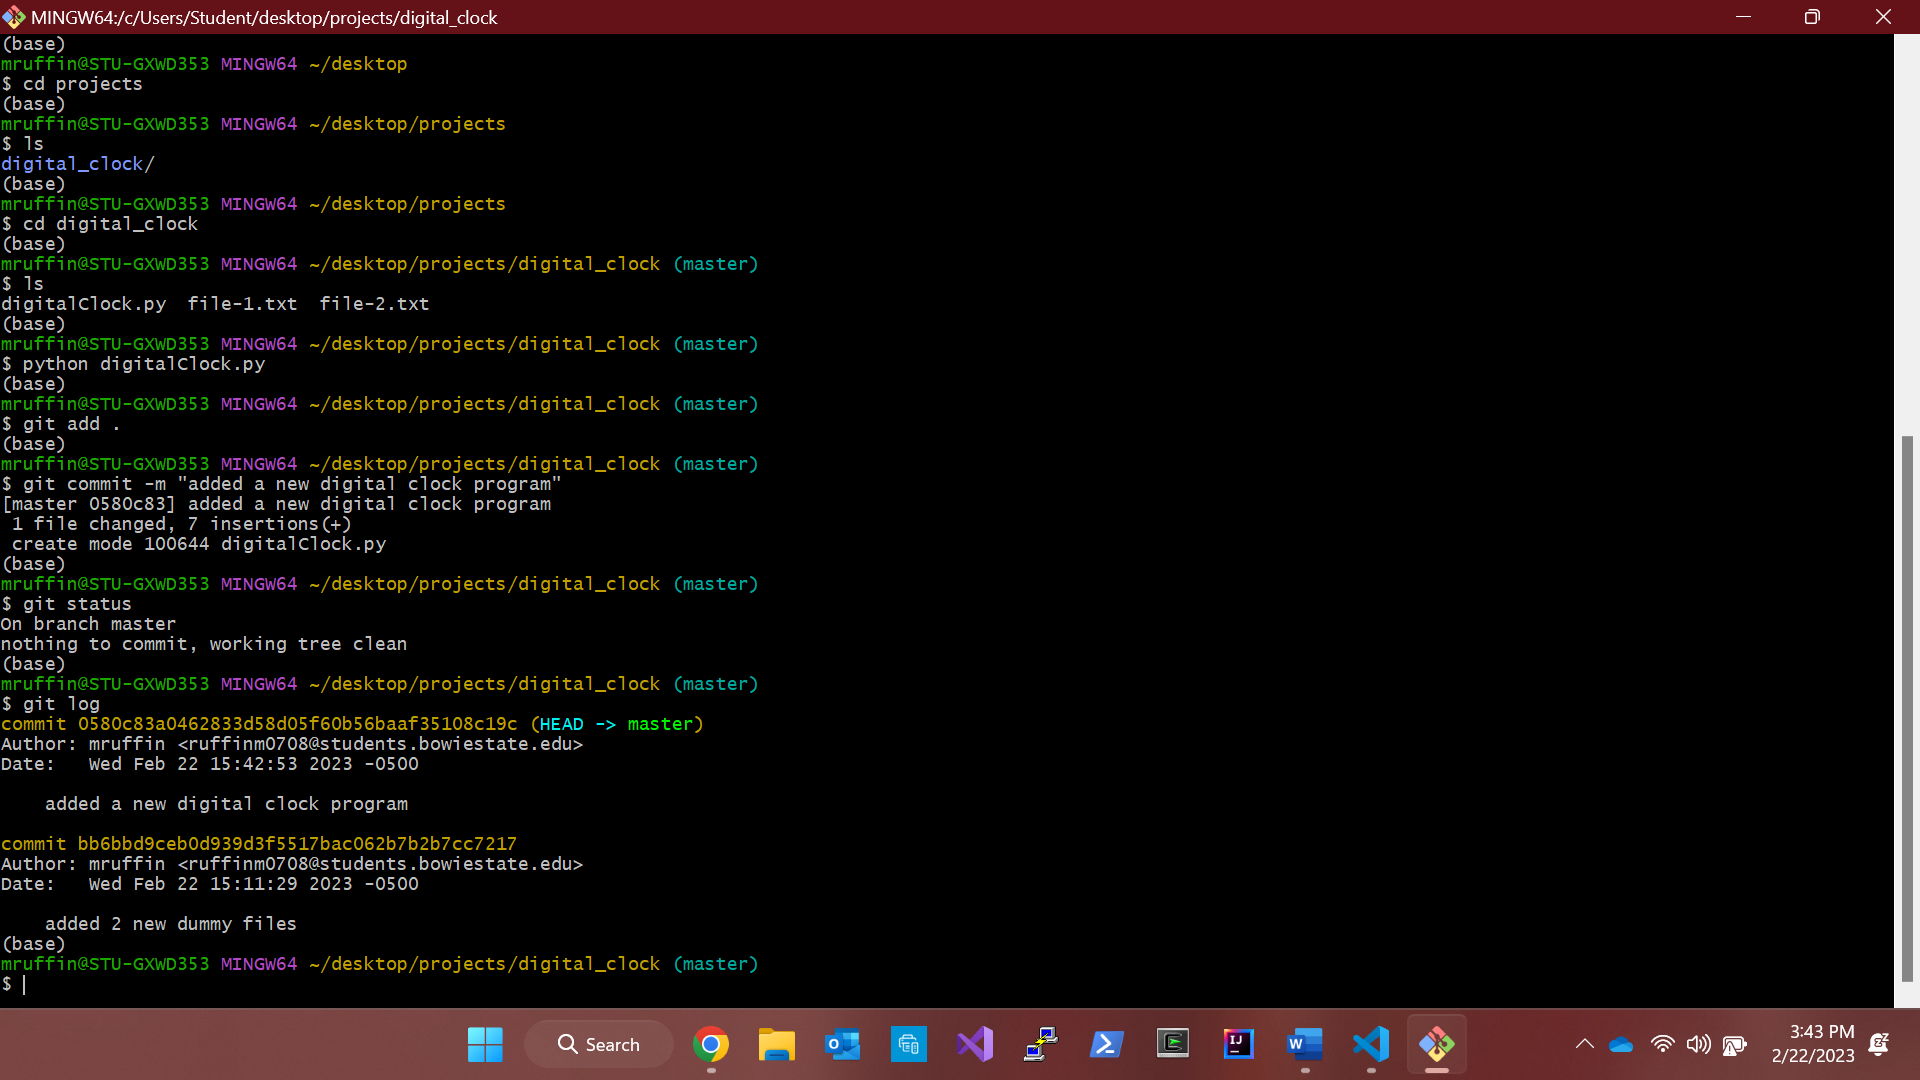 MINGW64:/c/Users/Student/desktop/projects/digital_clock
(base)
mruffin@STU-GXWD353 MINGW64 ~/desktop
$ cd projects
(base)
mruffin@STU-GXWD353 MINGW64 ~/desktop/projects
$ ls
digital_clock/
(base)
mruffin@STU-GXWD353 MINGW64 ~/desktop/projects
$ cd digital_clock
(base)
mruffin@STU-GXWD353 MINGW64 ~/desktop/projects/digital_clock (master)
$ ls
digitalClock.py  file-1.txt  file-2.txt
(base)
mruffin@STU-GXWD353 MINGW64 ~/desktop/projects/digital_clock (master)
$ python digitalClock.py
(base)
mruffin@STU-GXWD353 MINGW64 ~/desktop/projects/digital_clock (master)
$ git add .
(base)
mruffin@STU-GXWD353 MINGW64 ~/desktop/projects/digital_clock (master)
$ git commit -m "added a new digital clock program"
[master 0580c83] added a new digital clock program
 1 file changed, 7 insertions(+)
 create mode 100644 digitalClock.py
(base)
mruffin@STU-GXWD353 MINGW64 ~/desktop/projects/digital_clock (master)
$ git status
On branch master
nothing to commit, working tree clean
(base)
mruffin@STU-GXWD353 MINGW64 ~/desktop/projects/digital_clock (master)
$ git log
commit 0580c83a0462833d58d05f60b56baaf35108c19c (HEAD -> master)
Author: mruffin <ruffinm0708@students.bowiestate.edu>
Date:   Wed Feb 22 15:42:53 2023 -0500
    added a new digital clock program
commit bb6bbd9ceb0d939d3f5517bac062b7b2b7cc7217
Author: mruffin <ruffinm0708@students.bowiestate.edu>
Date:   Wed Feb 22 15:11:29 2023 -0500
    added 2 new dummy files
(base)
mruffin@STU-GXWD353 MINGW64 ~/desktop/projects/digital_clock (master)
$
Search
3:43 PM
2/22/2023